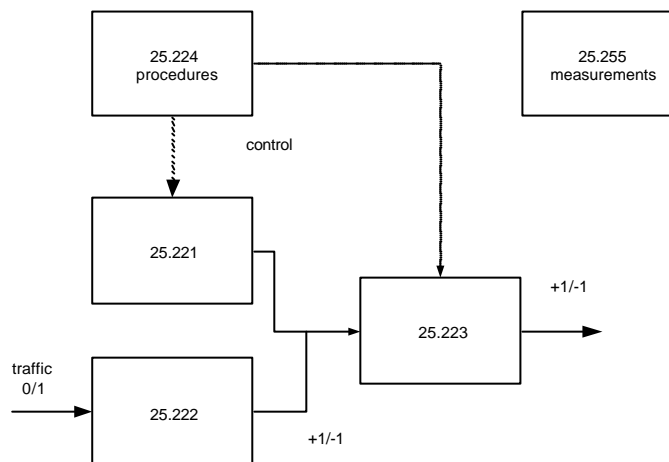 25.224
procedures
25.255
measurements
control
25.221
+1/-1
25.223
traffic
0/1
25.222
+1/-1